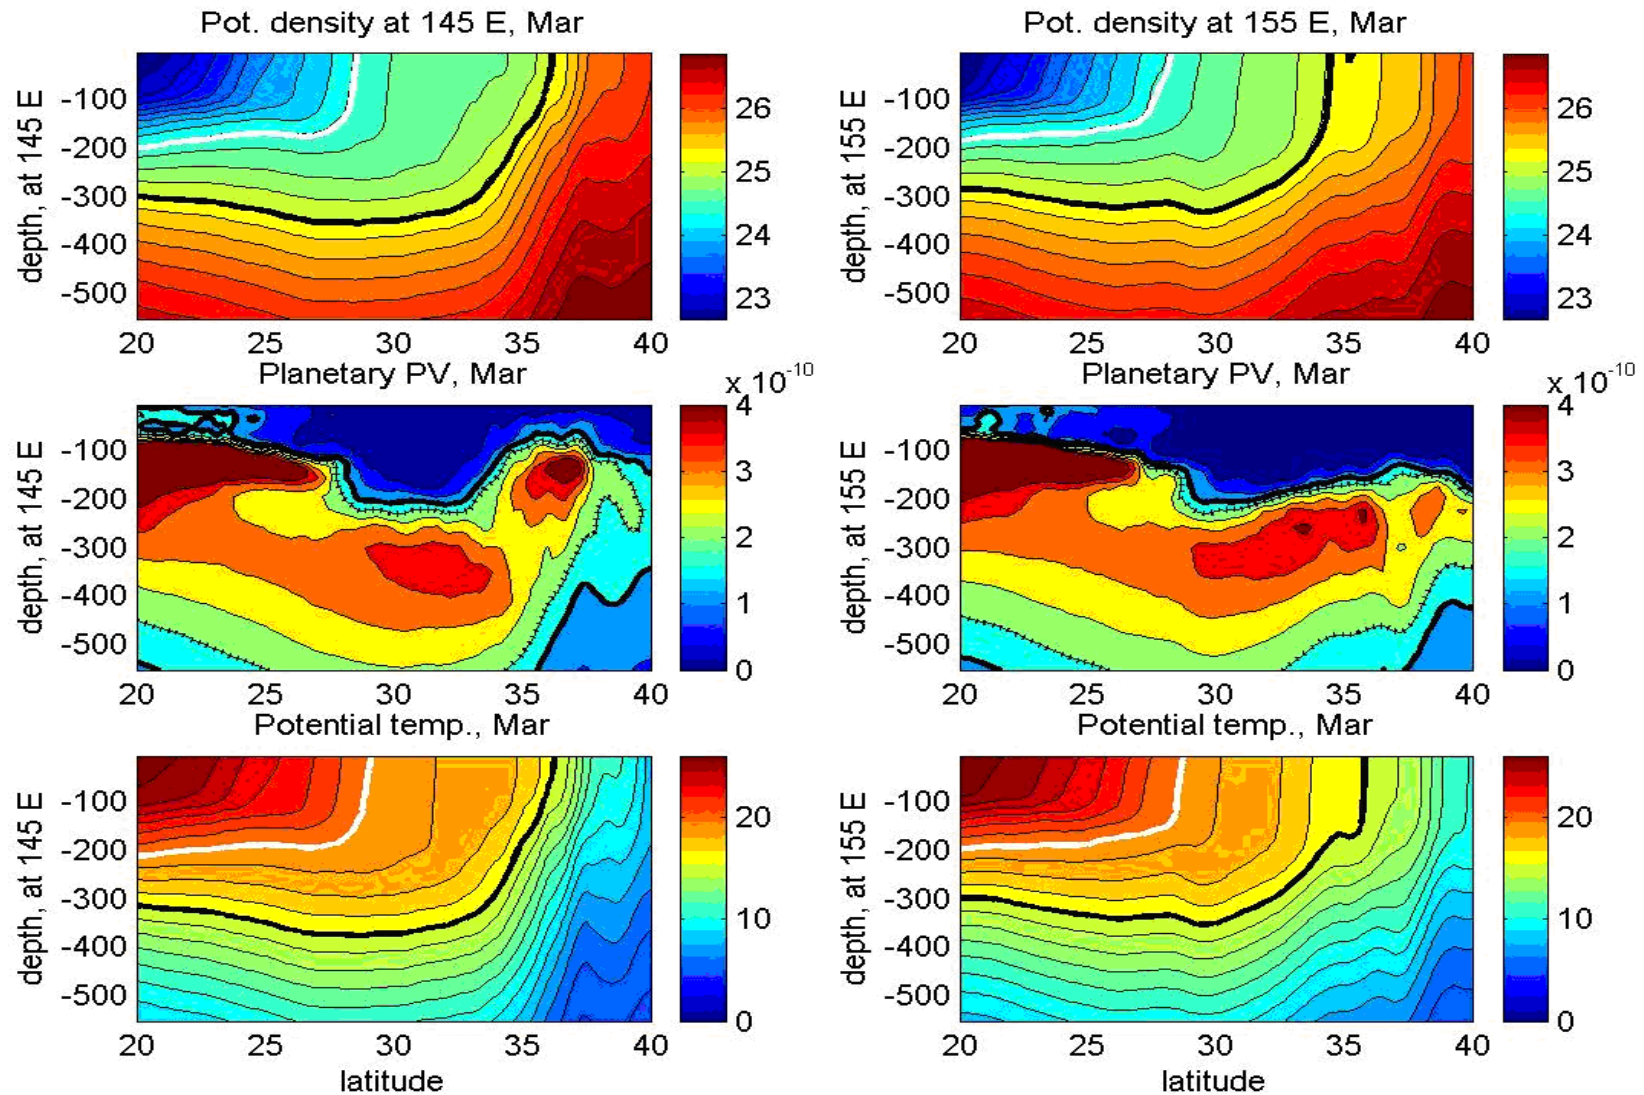 Pot. density at 145 E, Mar
Pot. density at 155 E, Mar
depth, at 145 E
-100
-200
-300
-400
-500
20 25 30 35 40
26
25
24
23
depth, at 155 E
-100
-200
-300
-400
-500
20 25 30 35 40
26
25
24
23
Planetary PV, Mar
x 10-10
Planetary PV, Mar
x 10-10
depth, at 145 E
-100
-200
-300
-400
-500
20 25 30 35 40
4
3
2
1
0
depth, at 155 E
-100
-200
-300
-400
-500
20 25 30 35 40
4
3
2
1
0
Potential temp., Mar
Potential temp., Mar
depth, at 145 E
-100
-200
-300
-400
-500
20 25 30 35 40
latitude
20
10
0
depth, at 155 E
-100
-200
-300
-400
-500
20 25 30 35 40
latitude
20
10
0